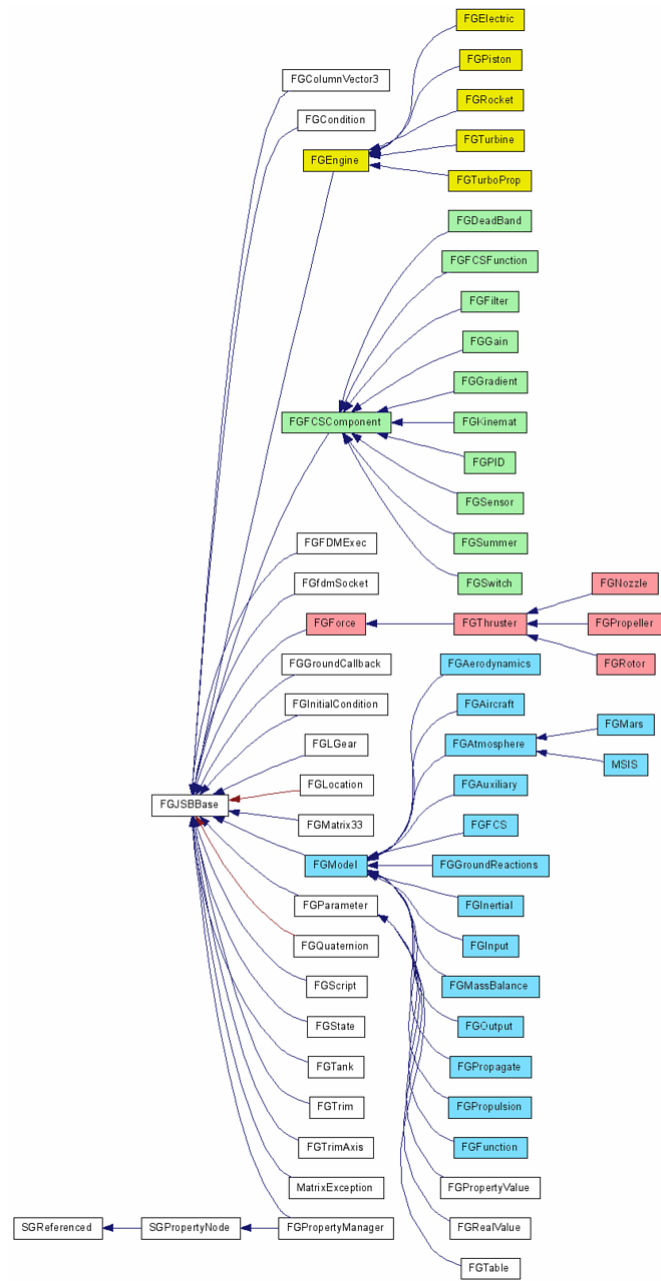 FGElectric
FGPiston
FGRocket
FGTurbine
FGTurboProp
FGColumnVector3
FGCondition
FGEngine
FGDeadBand
FGFCSFunction
FGFilter
FGGain
FGGradient
FGKinemat
FGPID
FGSensor
FGSummer
FGSwitch
FGFCSComponent
FGFDMExec
FGfdmSocket
FGForce
FGThruster
FGNozzle
FGPropeller
FGRotor
FGGroundCallback
FGInitialCondition
FGLGear
FGLocation
FGJSBBase
FGMatrix33
FGModel
FGAerodynamics
FGAircraft
FGAtmosphere
FGMars
MSIS
FGAuxiliary
FGFCS
FGGroundReactions
FGInertial
FGInput
FGMassBalance
FGOutput
FGPropagate
FGPropulsion
FGFunction
FGParameter
FGQuaternion
FGScript
FGState
FGTank
FGTrim
FGTrimAxis
MatrixException
FGPropertyManager
SGPropertyNode
SGReferenced
FGPropertyValue
FGRealValue
FGTable